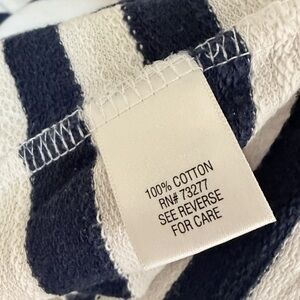 100% COTTON
RN# 73277
SEE REVERSE
FOR CARE